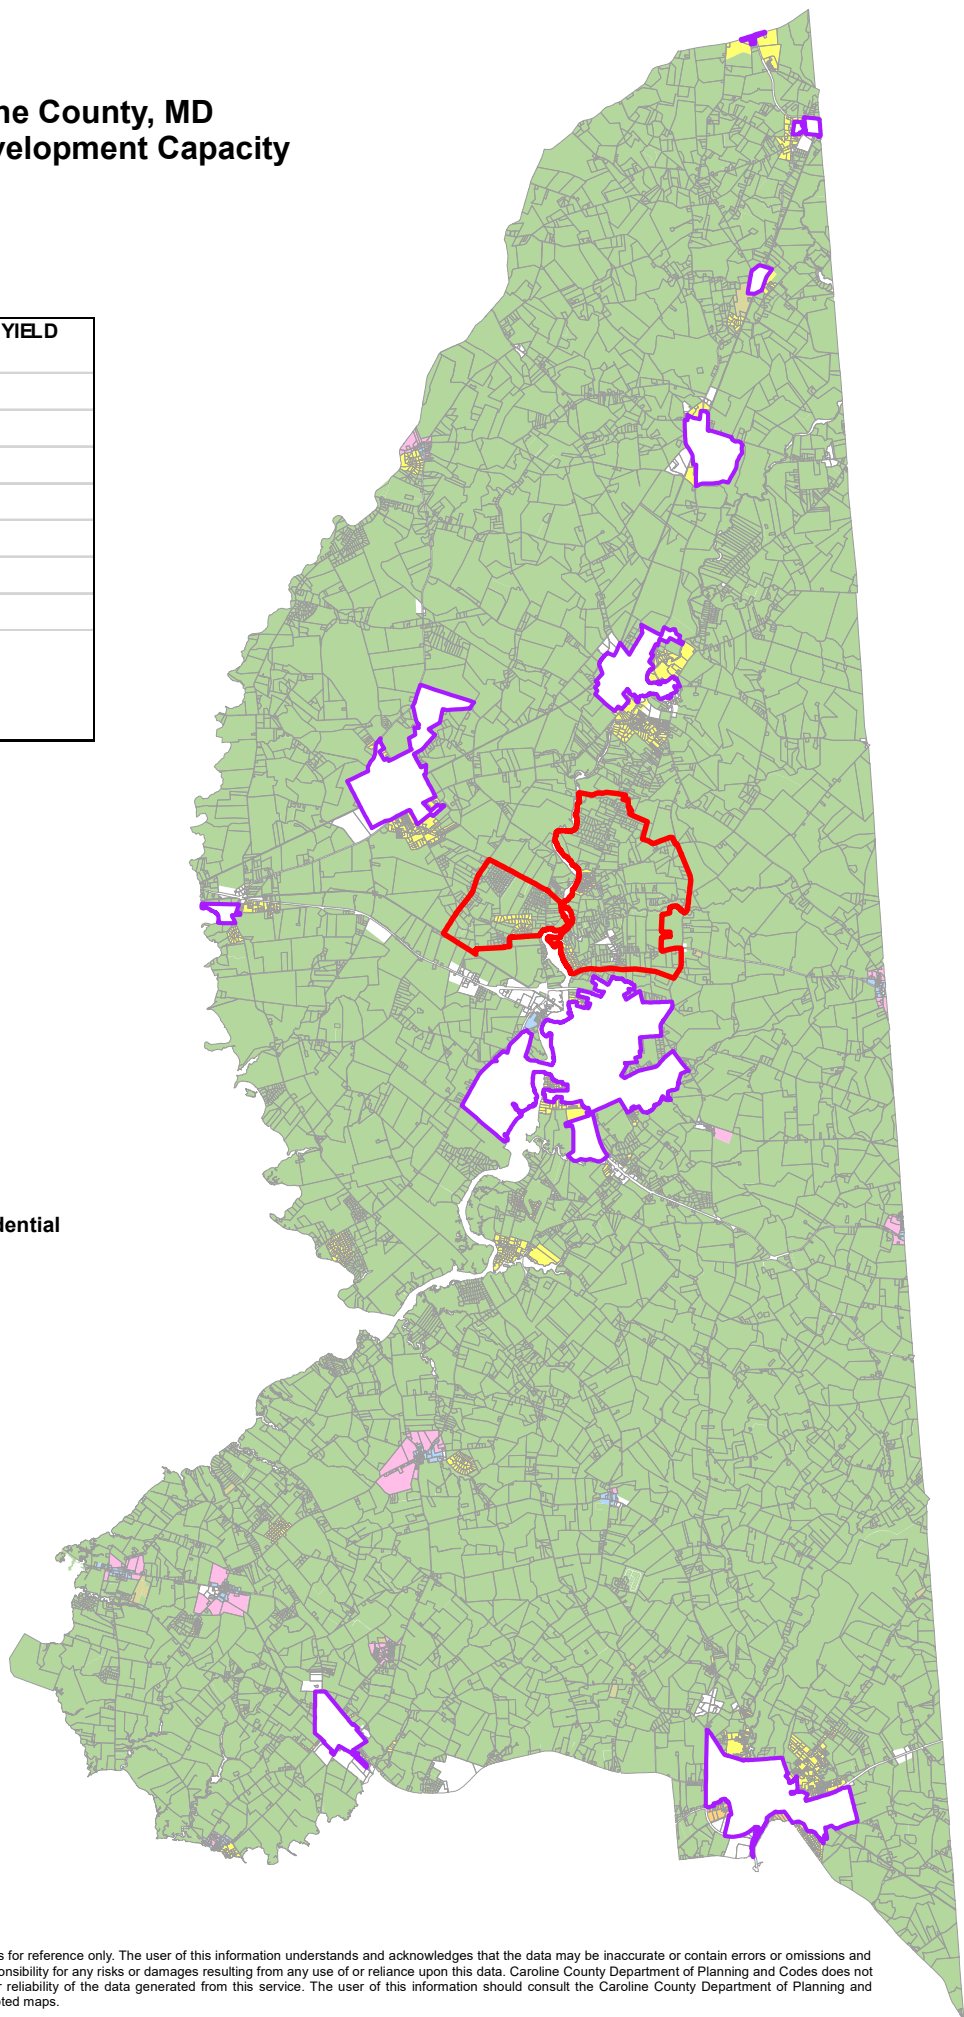 ne County, MD
velopment Capacity
YIELD
dential
s for reference only. The user of this information understands and acknowledges that the data may be inaccurate or contain errors or omissions and
onsibility for any risks or damages resulting from any use of or reliance upon this data. Caroline County Department of Planning and Codes does not
r reliability of the data generated from this service. The user of this information should consult the Caroline County Department of Planning and
oted maps.